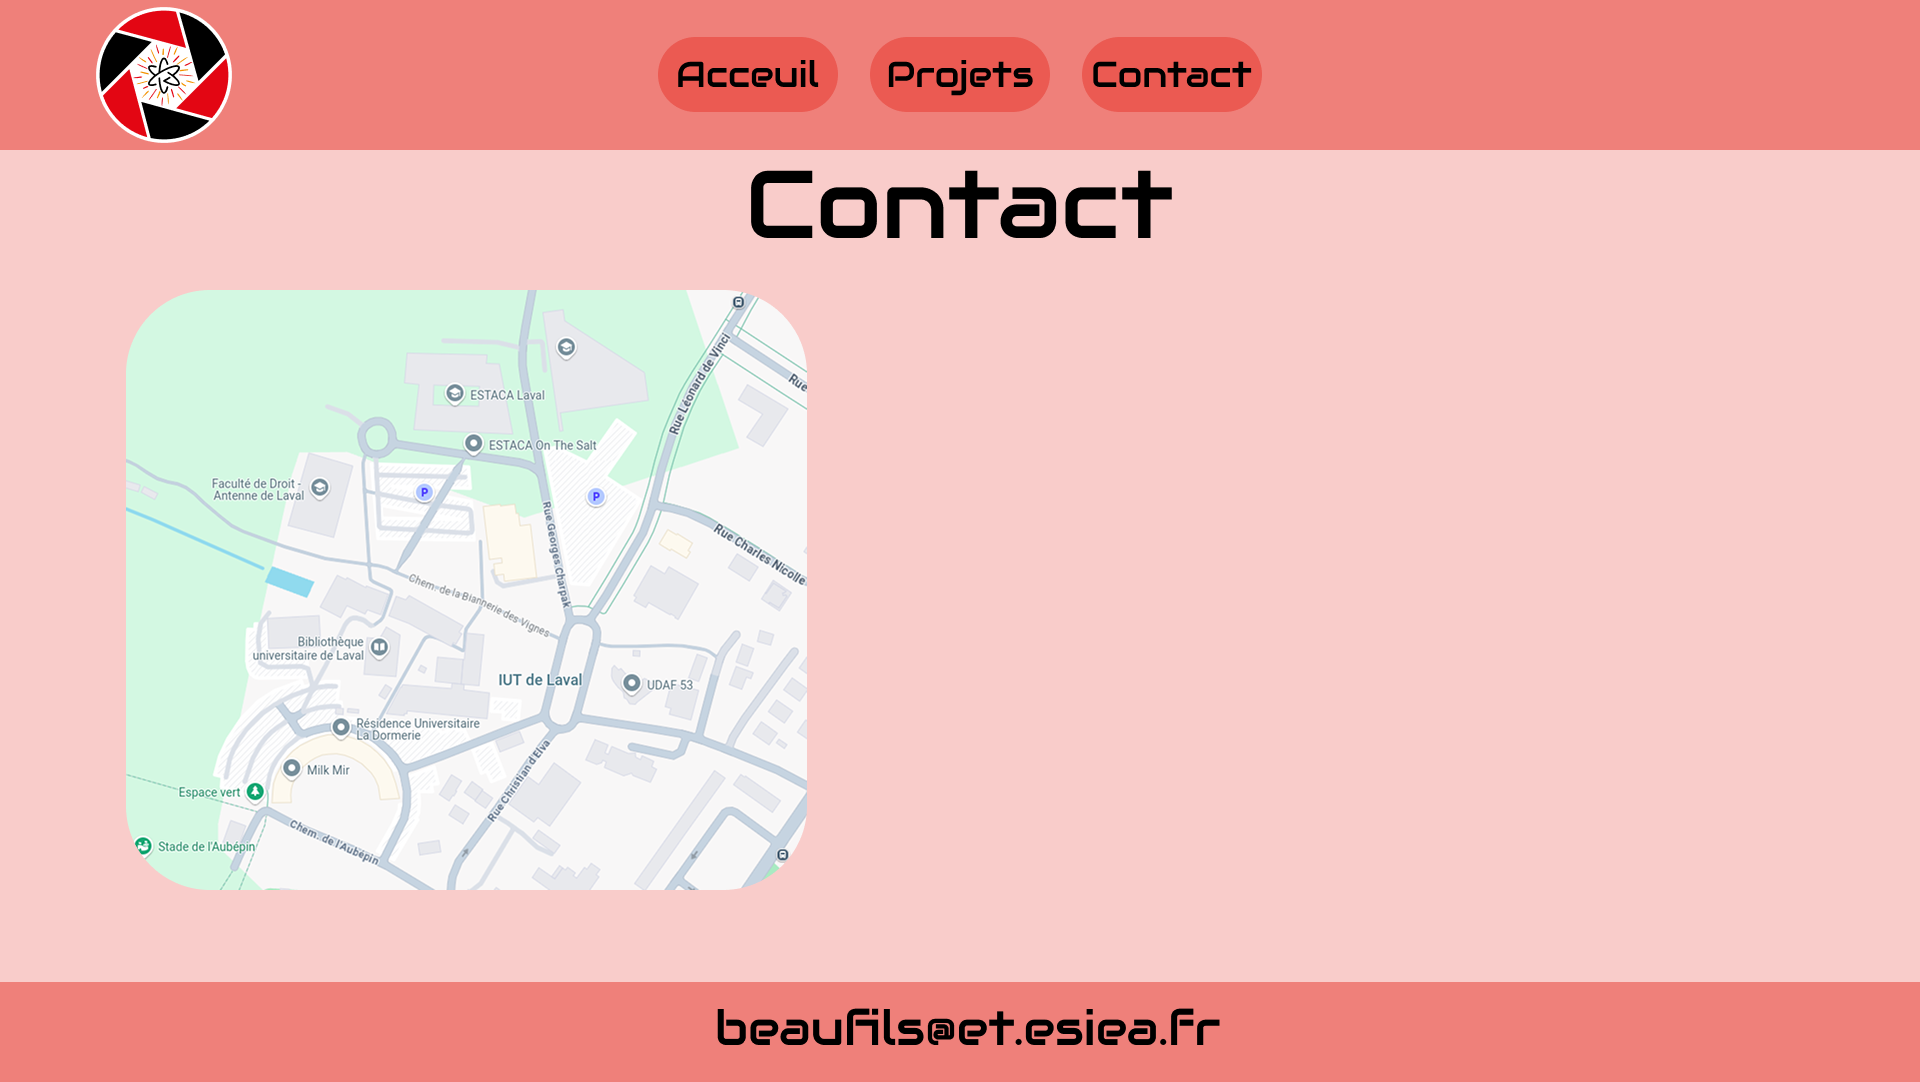 Acceuil
Projets
Contact
Contact
ESTACA Laval
ESTACA On The Salt
Rue Léonard de Vinci
Rue
Faculté de Droit -
Antenne de Laval
P
P
Rue Georges Charpak
Rue Charles Nicolle
Chem. de la Biannerie des Vignes
Bibliothèque
universitaire de Laval
IUT de Laval
UDAF 53
Résidence Universitaire
La Dormerie
Milk Mir
Espace vert
Rue Christian d'Elva
Chem. de l'Aubépin
Stade de l'Aubépin
beaufils@et.esiea.fr